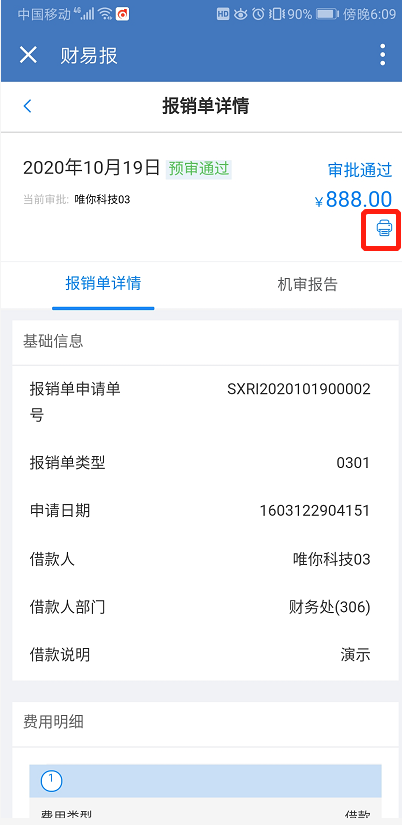 中国移动 4G HD 90% 傍晚6:09
财易报
报销单详情
2020年10月19日 预审通过 审批通过
当前审批: 唯你科技03 ¥888.00
报销单详情 机审报告
基础信息
报销单申请单号 SXRI2020101900002
报销单类型 0301
申请日期 1603122904151
借款人 唯你科技03
借款人部门 财务处(306)
借款说明 演示
费用明细
1
费用类型 借款